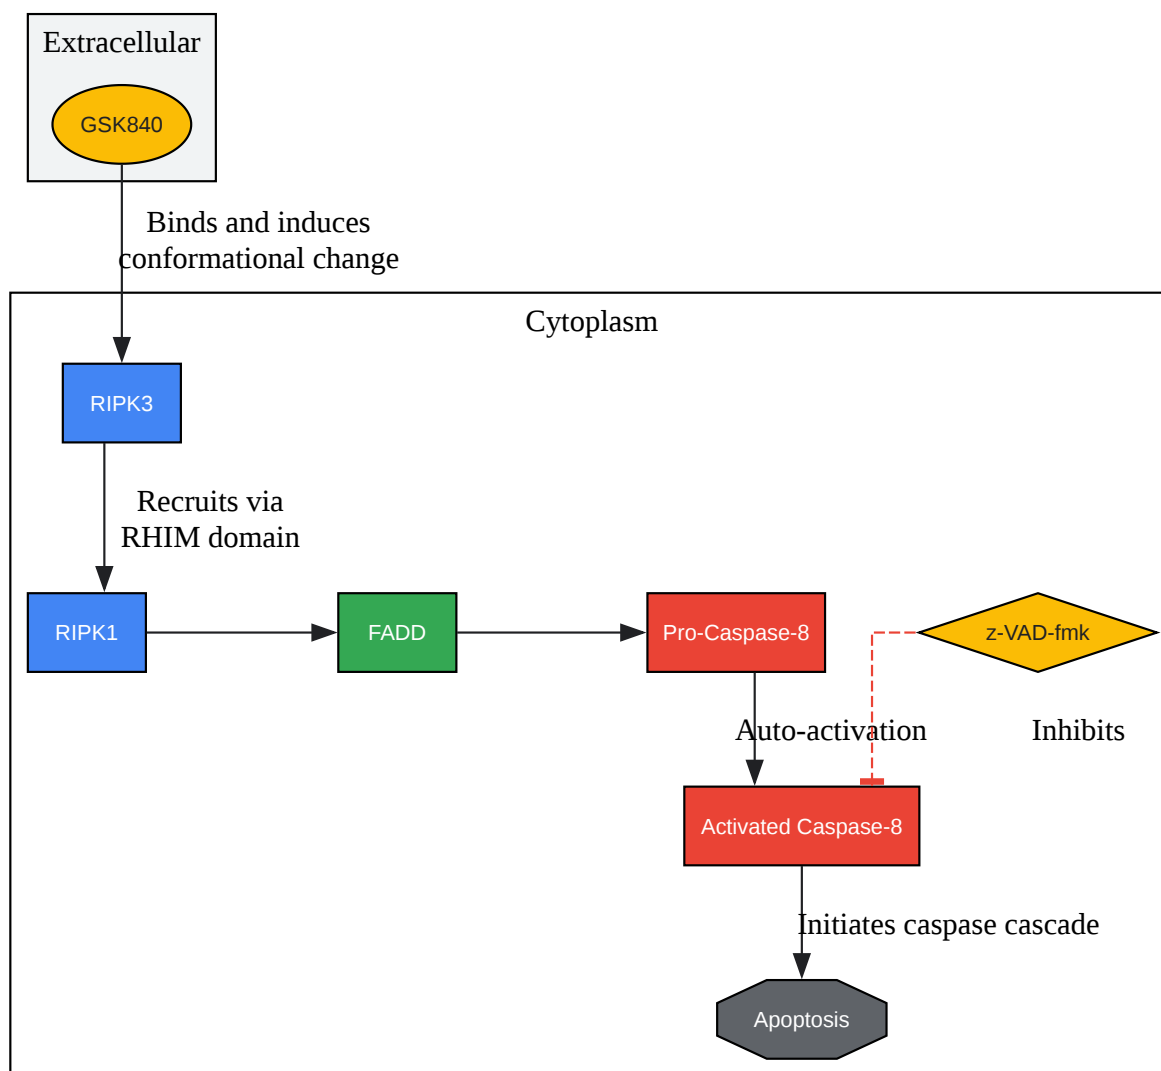 Extracellular
GSK840
Binds and induces
conformational change
Cytoplasm
RIPK3
Recruits via
RHIM domain
RIPK1
FADD
Pro-Caspase-8
z-VAD-fmk
Auto-activation
Inhibits
Activated Caspase-8
Initiates caspase cascade
Apoptosis